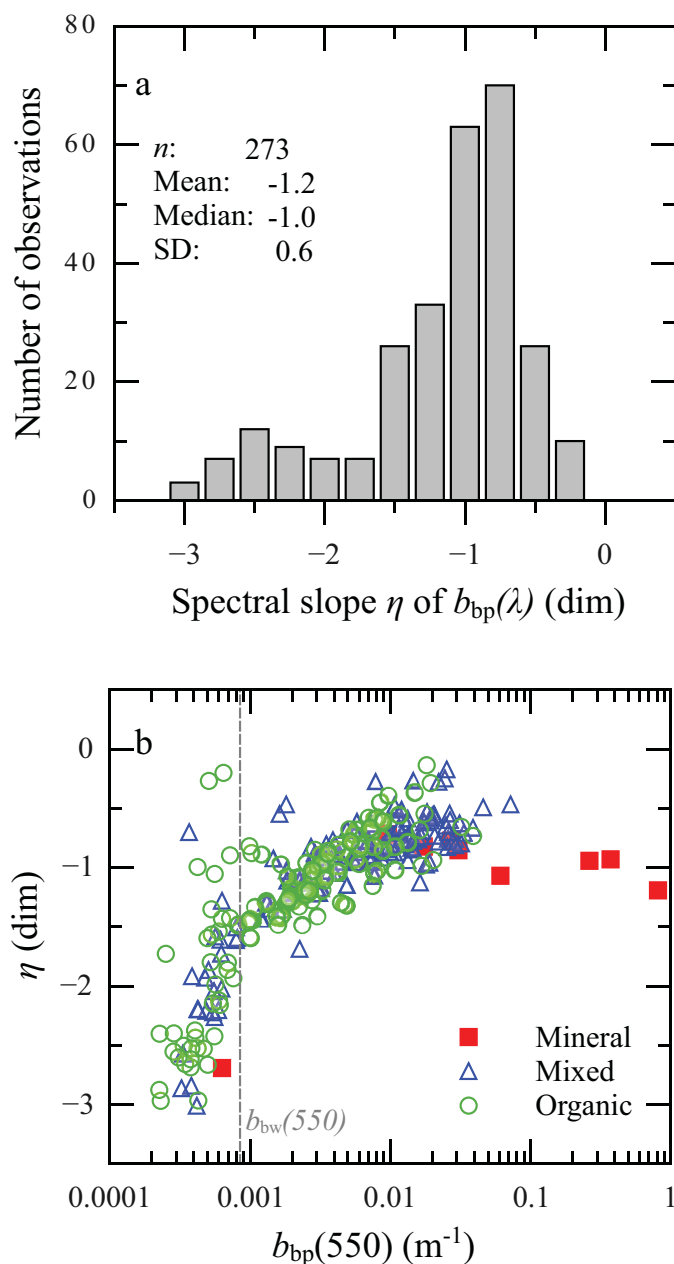 80
a
n: 273
60
Mean: -1.2
Median: -1.0
SD: 0.6
40
20
0
Number of observations
−3 −2 −1 0
Spectral slope η of bbp(λ) (dim)
b
0
−1
−2
−3
η (dim)
Mineral
Mixed
Organic
bbw(550)
0.0001 0.001 0.01 0.1 1
bbp(550) (m-1)